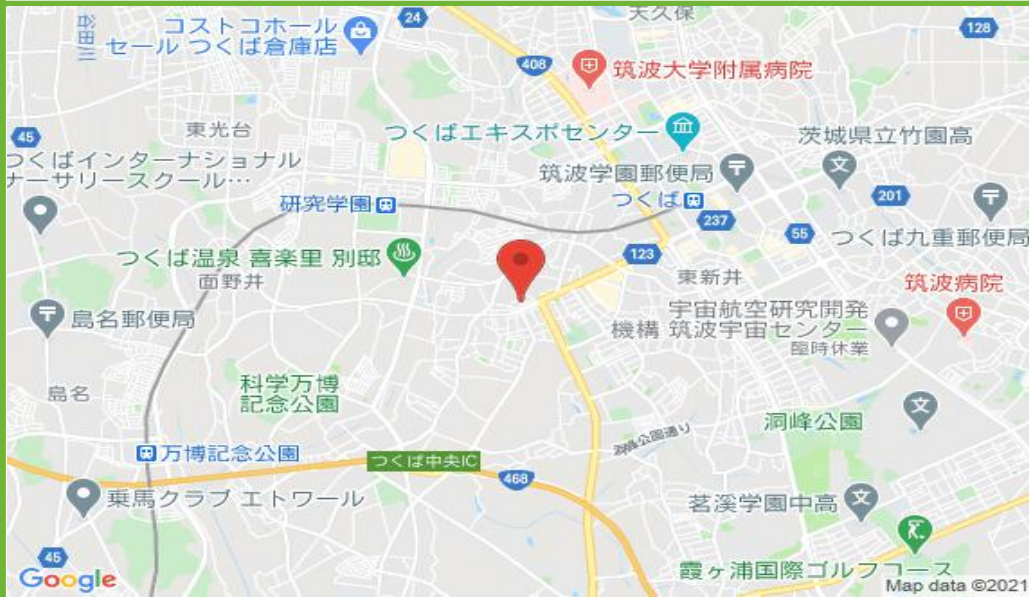 谷田川
コストコホール
セール つくば倉庫店
24
天久保
128
408
筑波大学附属病院
45
東光台
つくばエキスポセンター
茨城県立竹園高
つくばインターナショナル
ナーサリースクール…
筑波学園郵便局
研究学園
つくば
201
237
55
つくば九重郵便局
つくば温泉 喜楽里 別邸
123
面野井
東新井
筑波病院
島名郵便局
宇宙航空研究開発
機構 筑波宇宙センター
臨時休業
島名
科学万博
記念公園
洞峰公園
洞峰公園通り
万博記念公園
つくば中央IC
468
乗馬クラブ エトワール
茗溪学園中高
45
霞ヶ浦国際ゴルフコース
Google
Map data ©2021